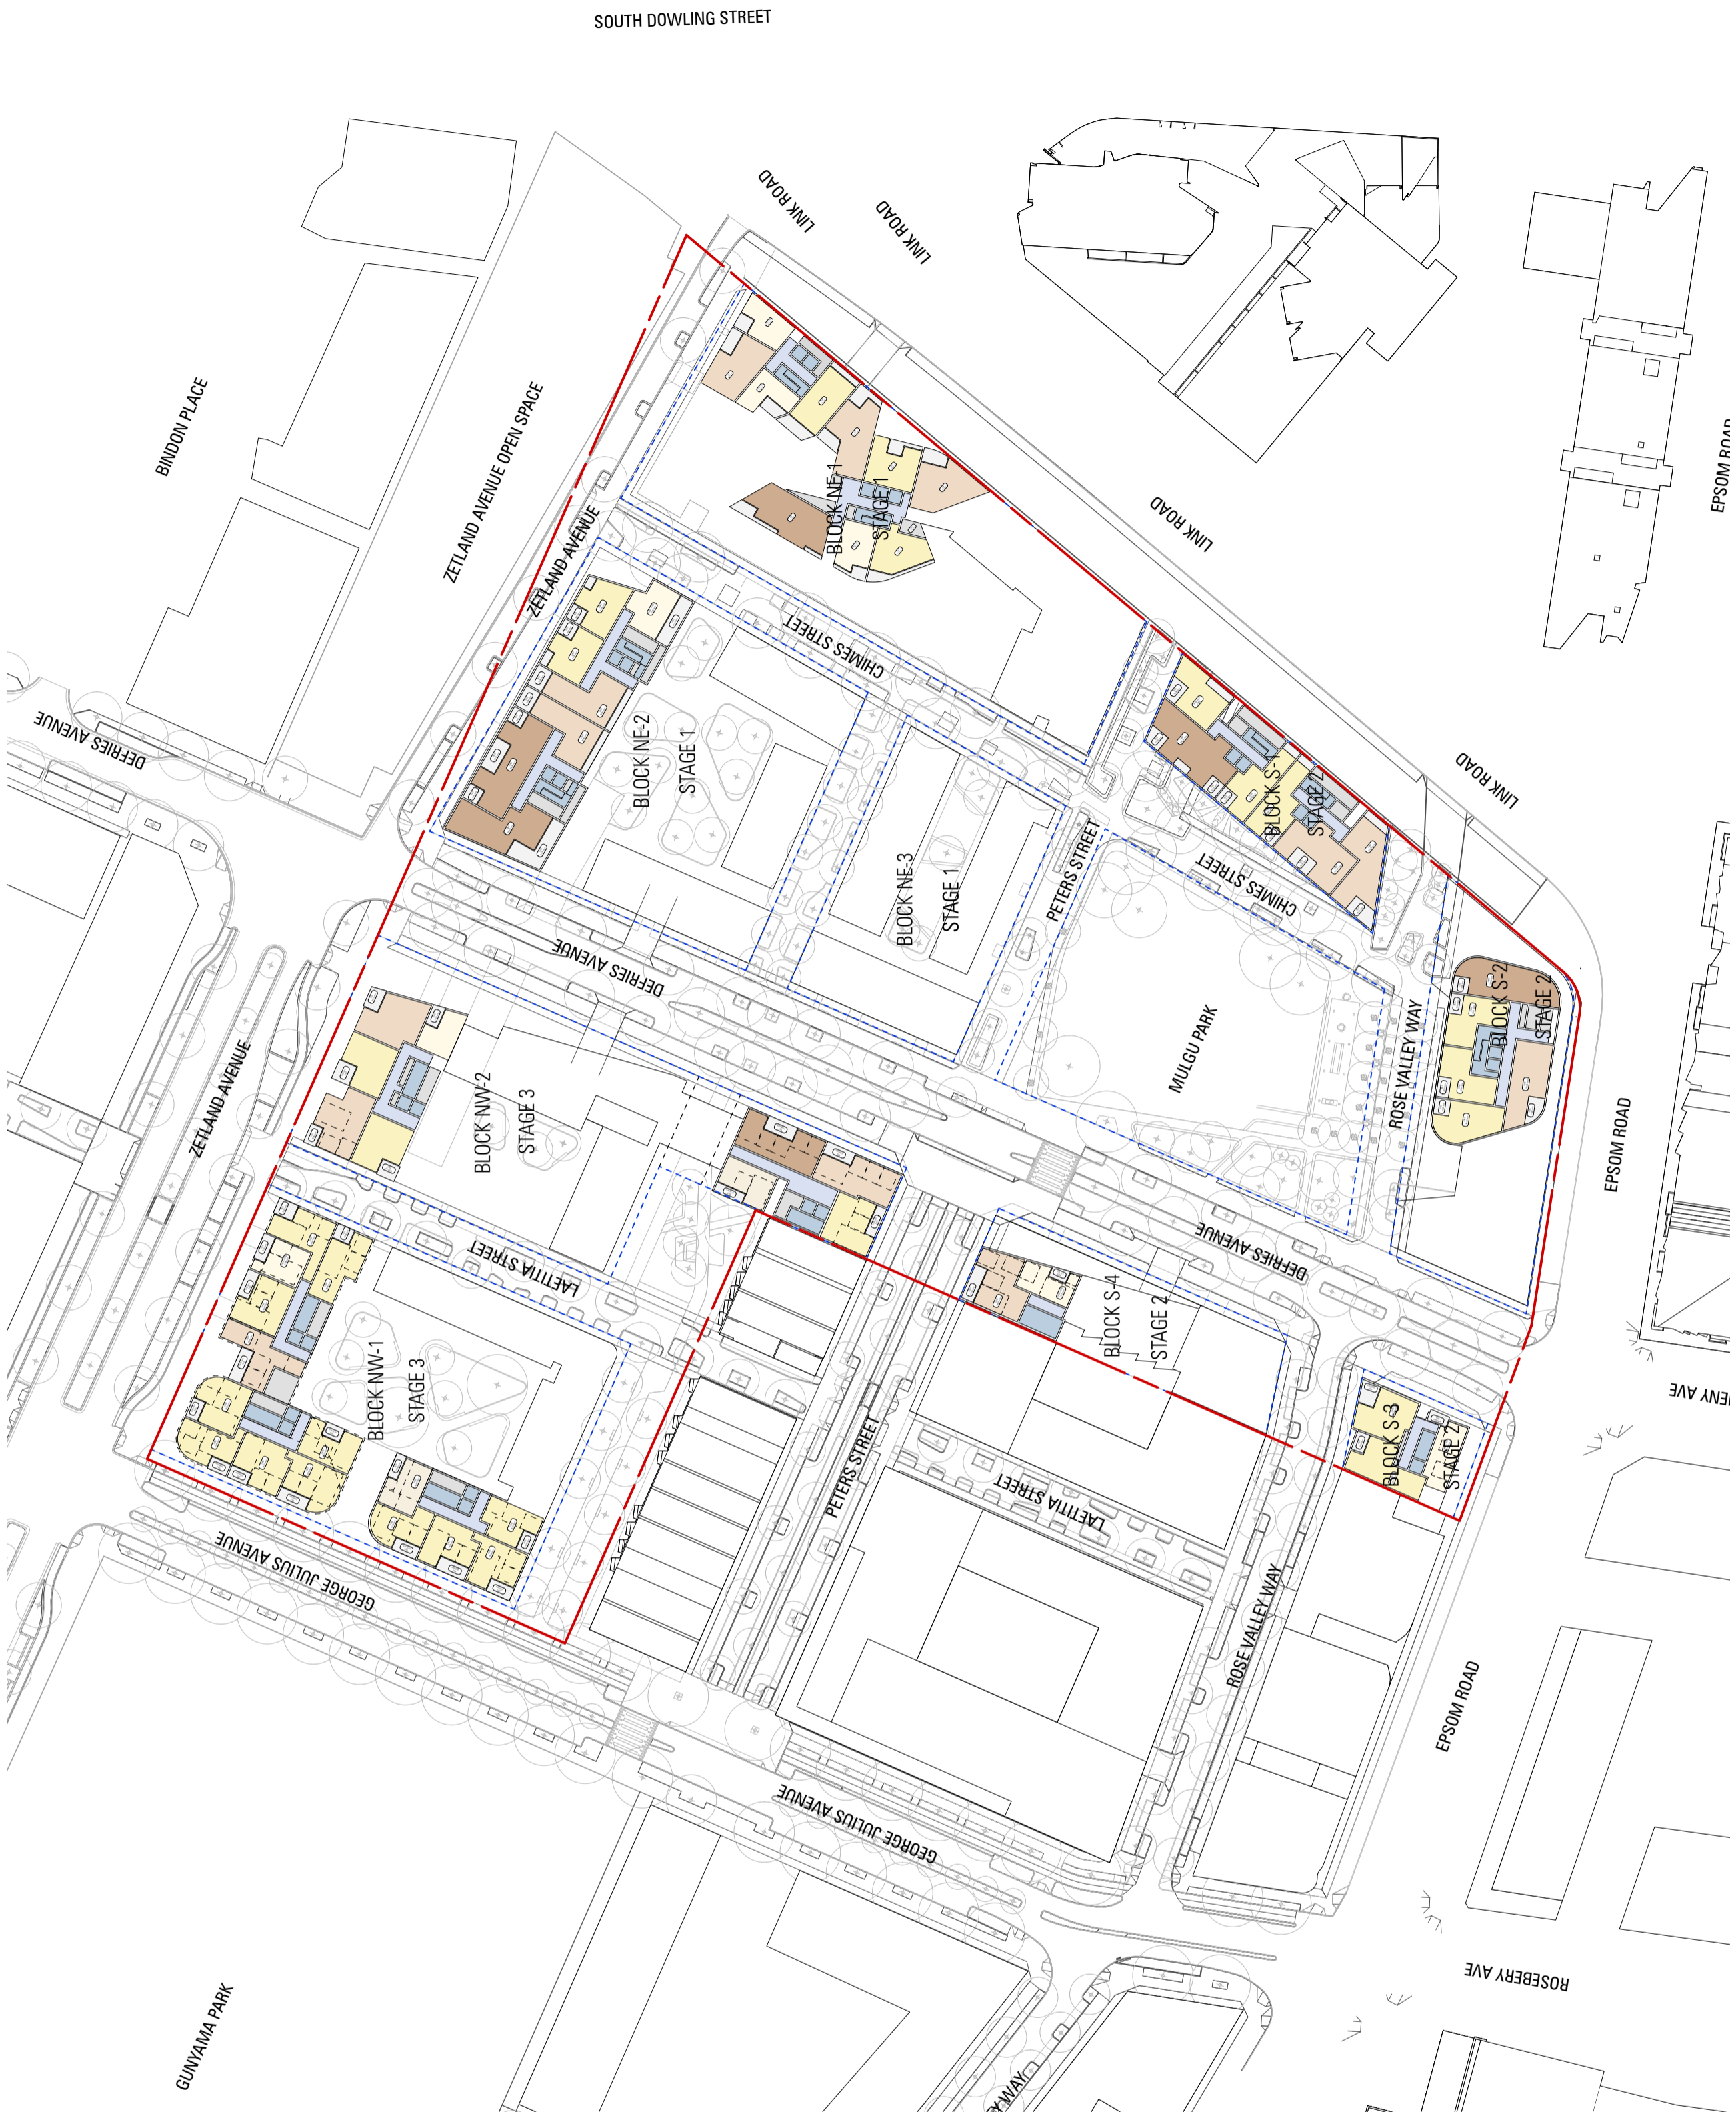 SOUTH DOWLING STREET
LINK ROAD
LINK ROAD
BINDON PLACE
ZETLAND AVENUE OPEN SPACE
EPSOM ROAD
ZETLAND AVENUE
BLOCK NE-1
STAGE 1
LINK ROAD
CHIMES STREET
DEFRIES AVENUE
BLOCK NE-2
STAGE 1
LINK ROAD
BLOCK S-1
STAGE 2
BLOCK NE-3
STAGE 1
PETERS STREET
CHIMES STREET
DEFRIES AVENUE
BLOCK S-2
STAGE 2
MULGU PARK
ROSE VALLEY WAY
ZETLAND AVENUE
BLOCK NW-2
STAGE 3
EPSOM ROAD
LAETITIA STREET
DEFRIES AVENUE
BLOCK S-4
STAGE 2
BLOCK NW-1
STAGE 3
ENY AVE
BLOCK S-3
STAGE 2
PETERS STREET
LAETITIA STREET
GEORGE JULIUS AVENUE
ROSE VALLEY WAY
EPSOM ROAD
GEORGE JULIUS AVENUE
ROSEBERY AVE
GUNYAMA PARK
Y WAY